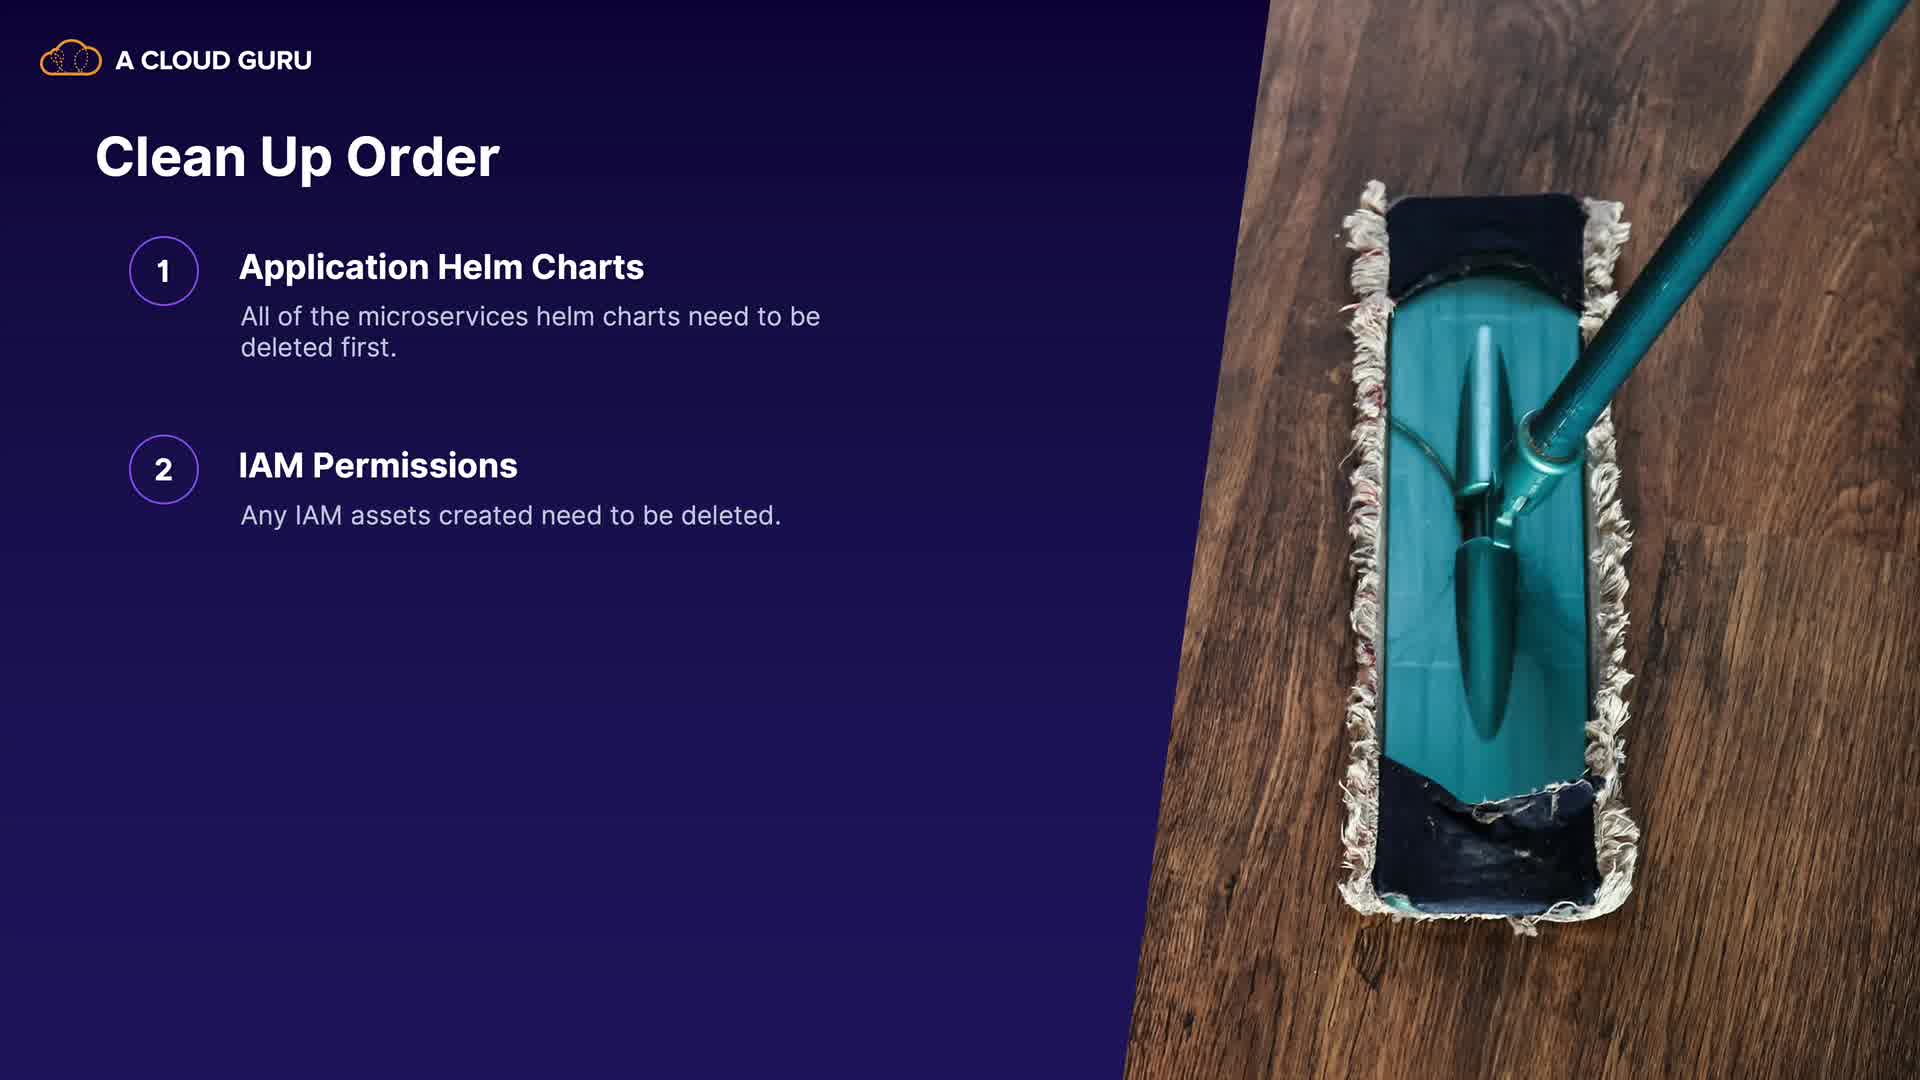 A CLOUD GURU
Clean Up Order
1
Application Helm Charts
All of the microservices helm charts need to be
deleted first.
2
IAM Permissions
Any IAM assets created need to be deleted.